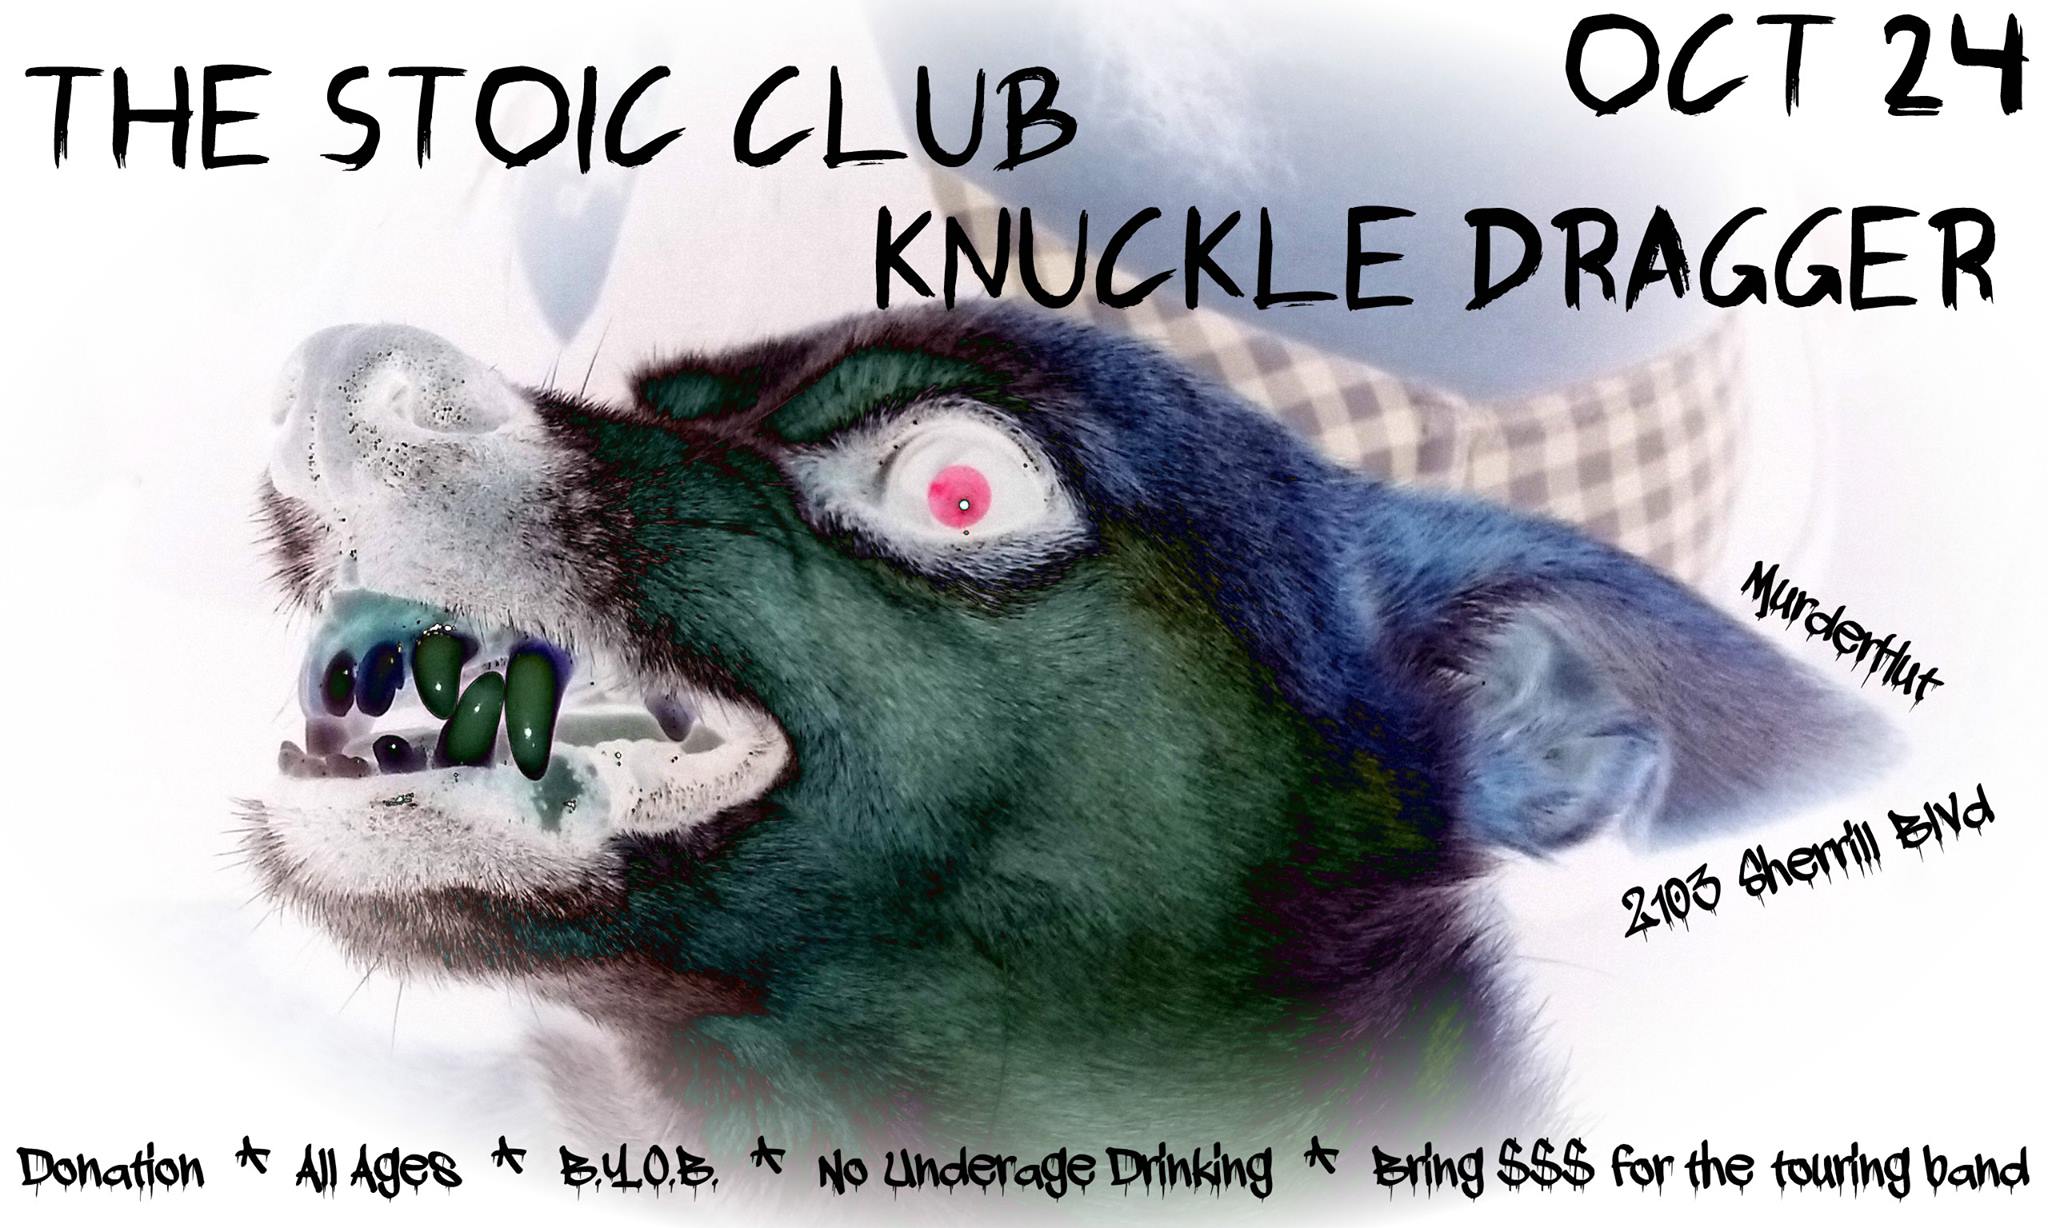 THE STOIC CLUB
OCT 24
KNUCKLE DRAGGER
MurderHut
2103 Sherrill BlVd
Donation * All Ages * B.Y.O.B. * No Underage Drinking * Bring $$$ for the touring band